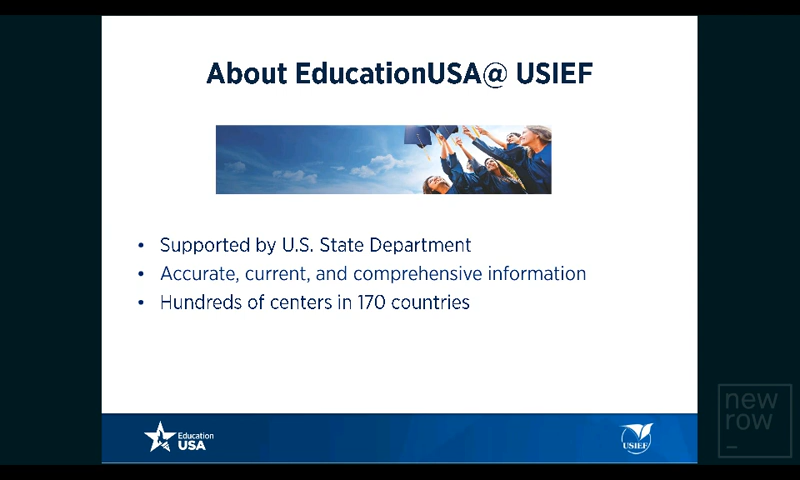 About EducationUSA@ USIEF
• Supported by U.S. State Department
• Accurate, current, and comprehensive information
• Hundreds of centers in 170 countries
Education
USA
USIEF
new
row_